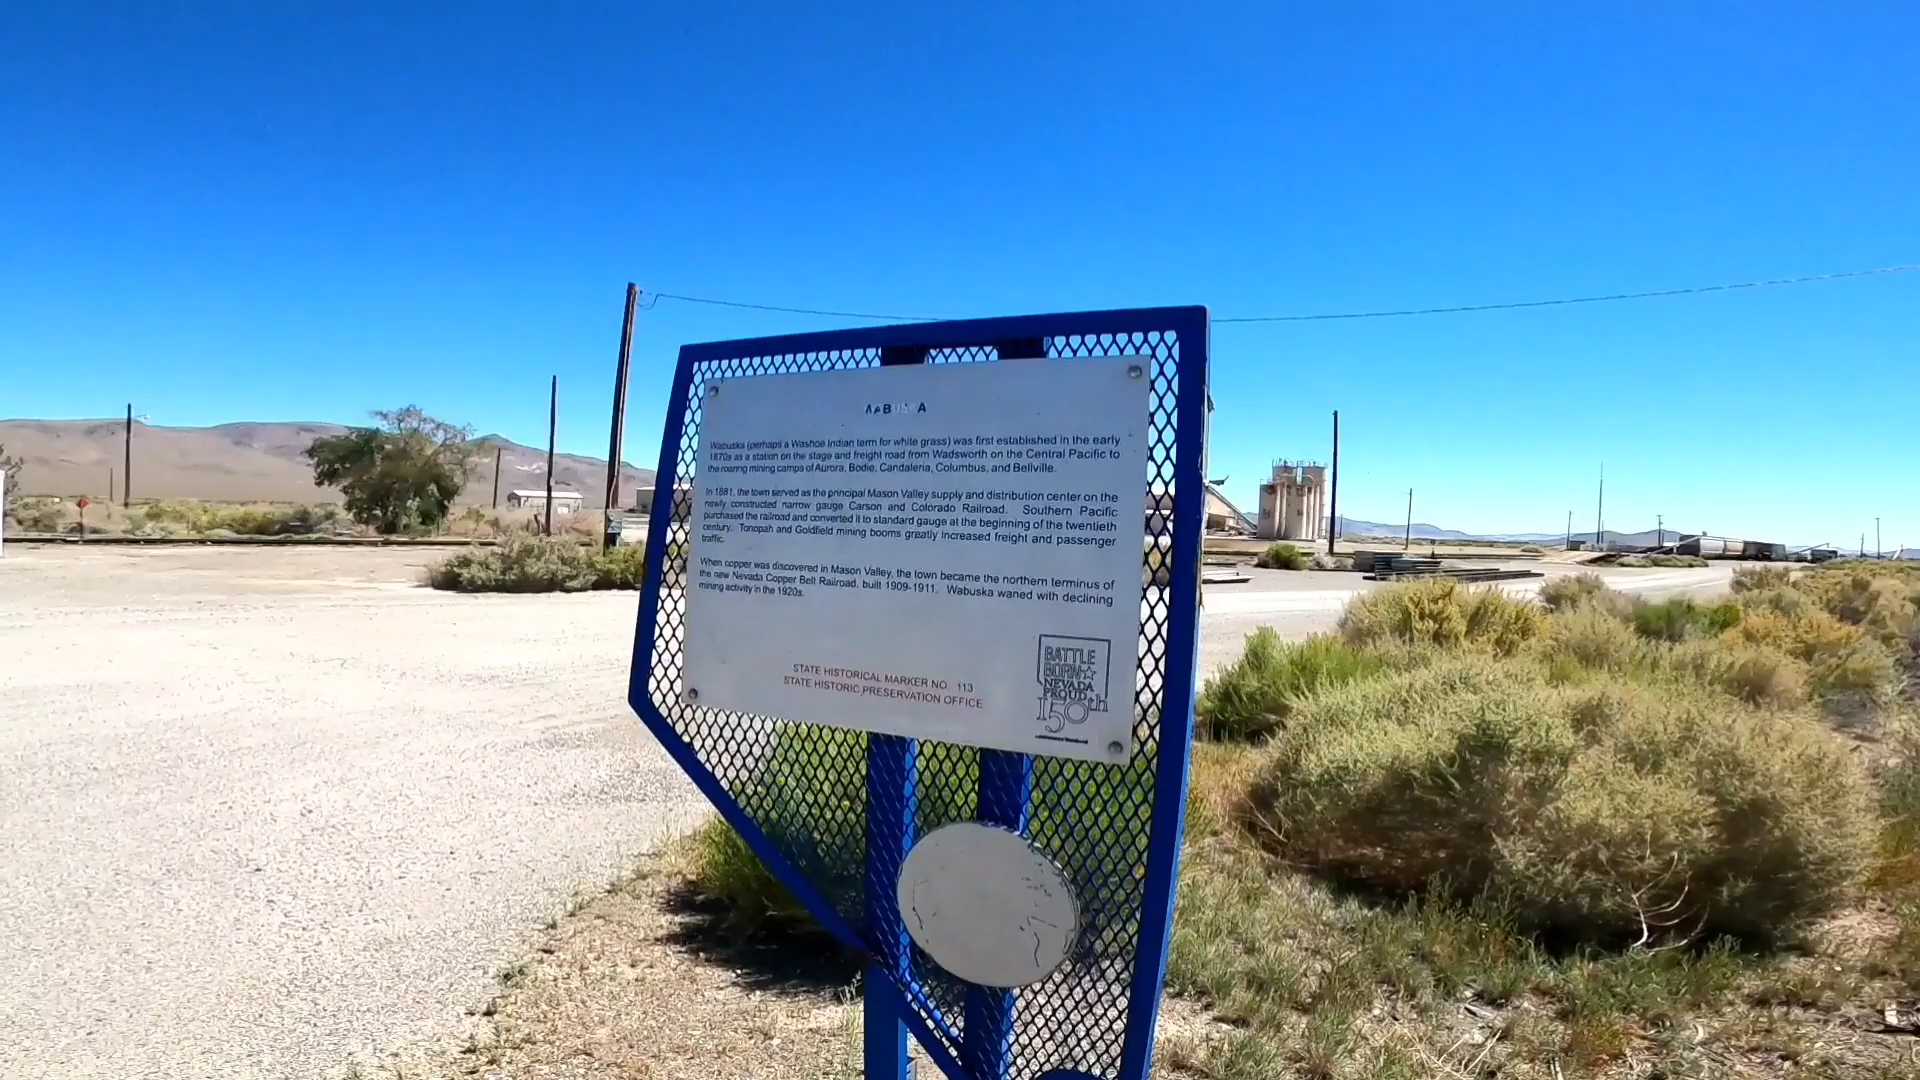 Wabuska (perhaps a Washoe Indian term for white grass) was first established in the early
1870s as a station on the stage and freight road from Wadsworth on the Central Pacific to
the roaring mining camps of Aurora, Bodie, Candaleria, Columbus, and Bellville.
In 1881, the town served as the principal Mason Valley supply and distribution center on the
newly constructed narrow gauge Carson and Colorado Railroad. Southern Pacific
purchased the railroad and converted it to standard gauge at the beginning of the twentieth
century. Tonopah and Goldfield mining booms greatly increased freight and passenger
traffic.
When copper was discovered in Mason Valley, the town became the northern terminus of
the new Nevada Copper Belt Railroad, built 1909-1911. Wabuska waned with declining
mining activity in the 1920s.
STATE HISTORICAL MARKER NO. 113
STATE HISTORIC PRESERVATION OFFICE
BATTLE
BORN
NEVADA
PROUD
150th